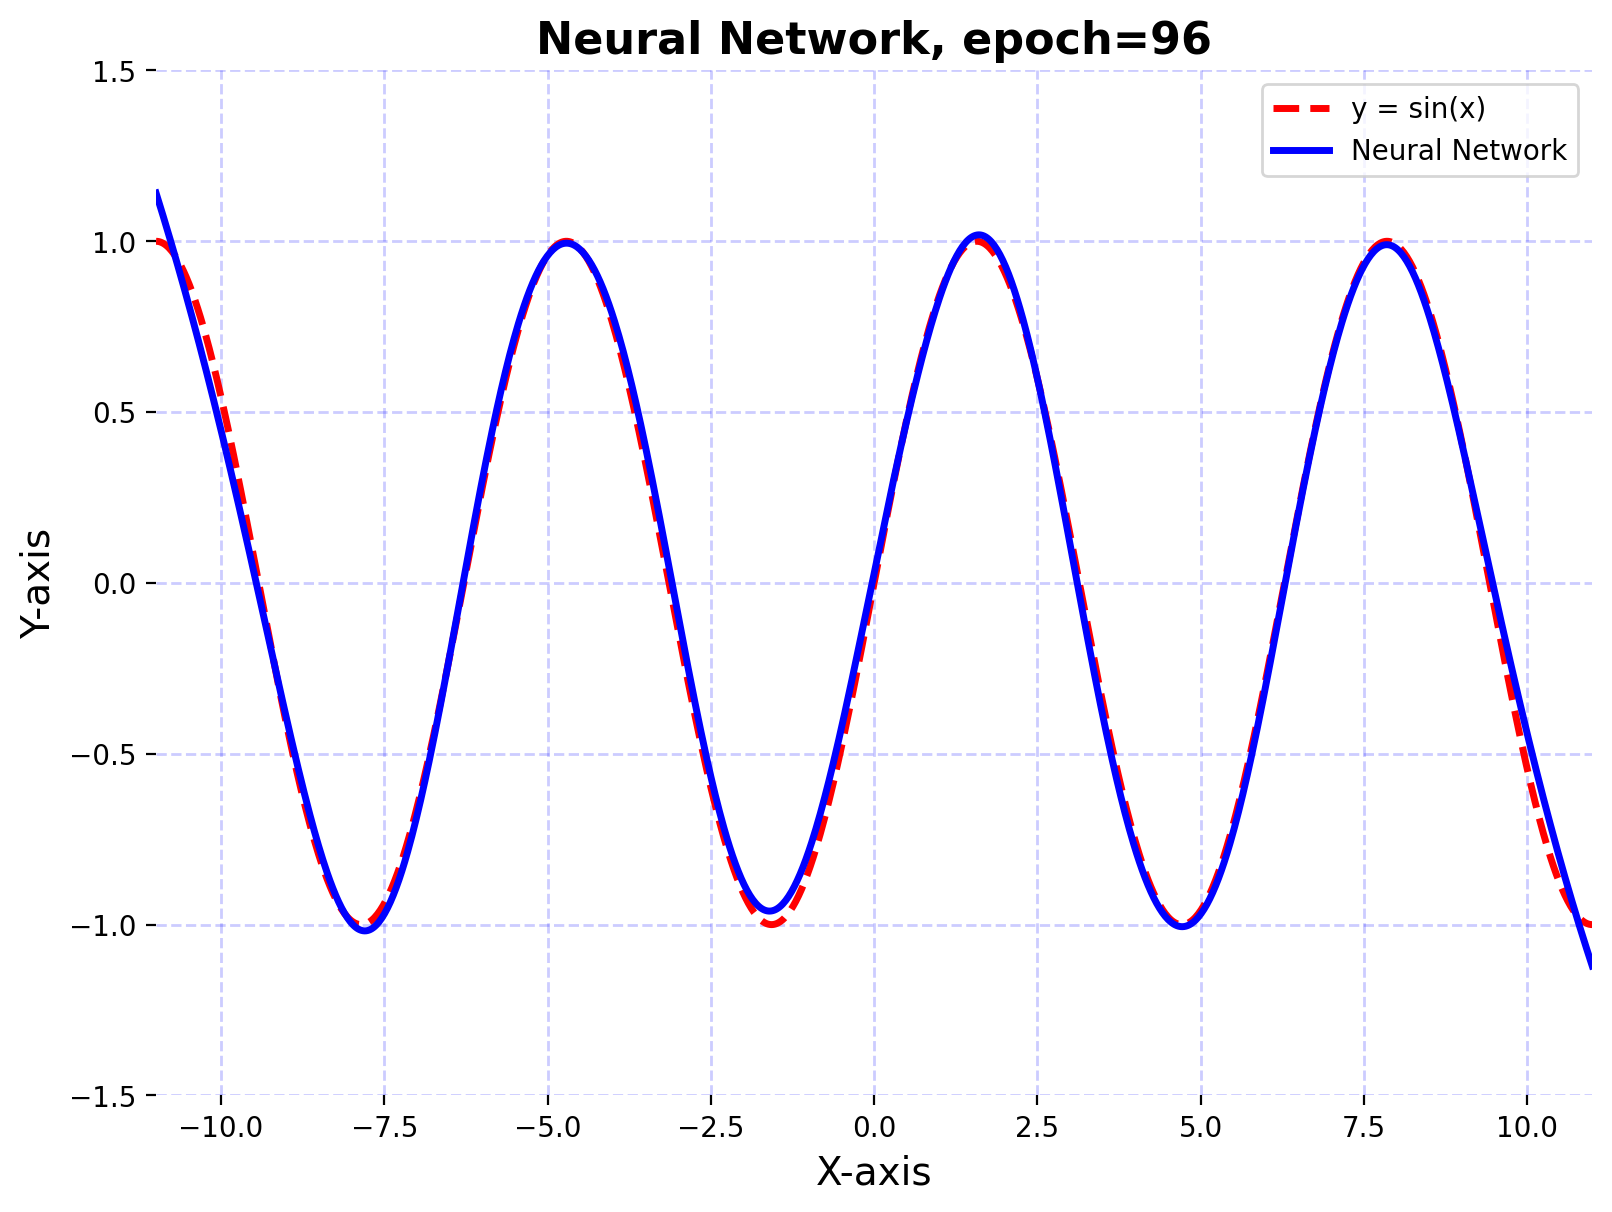 Neural Network, epoch=96
y = sin(x)
Neural Network
Y-axis
1.5
1.0
0.5
0.0
−0.5
−1.0
−1.5
−10.0 −7.5 −5.0 −2.5 0.0 2.5 5.0 7.5 10.0
X-axis